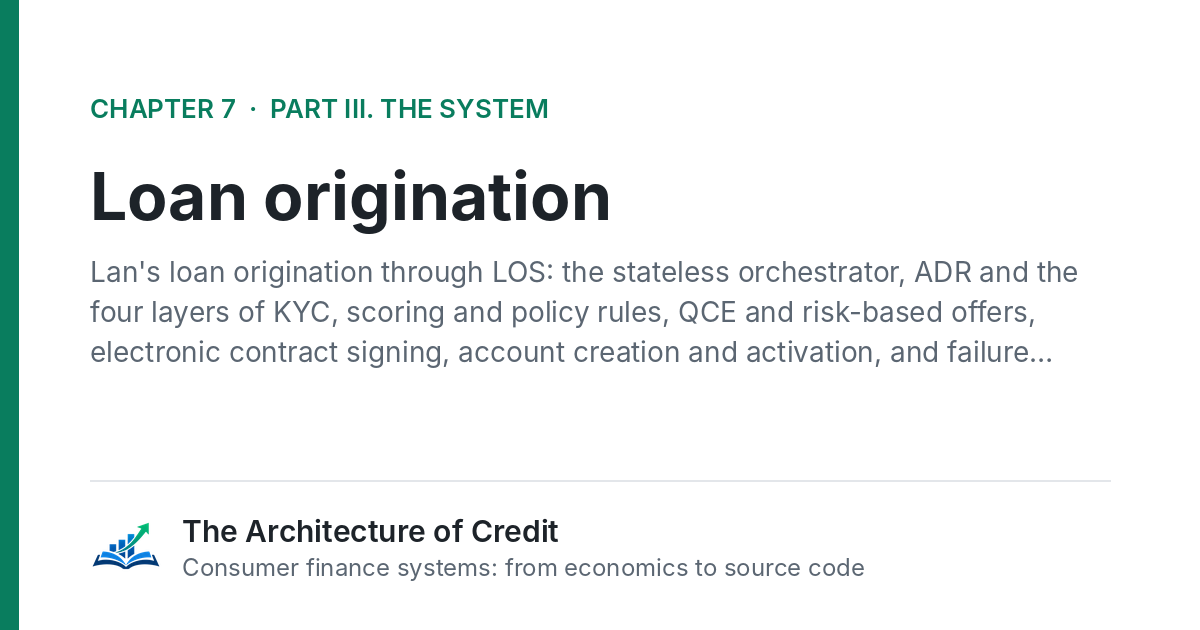 CHAPTER 7 · PART III. THE SYSTEM
Loan origination
Lan's loan origination through LOS: the stateless orchestrator, ADR and the
four layers of KYC, scoring and policy rules, QCE and risk-based offers,
electronic contract signing, account creation and activation, and failure...
The Architecture of Credit
Consumer finance systems: from economics to source code